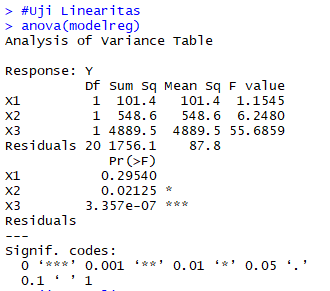 > #Uji Linearitas
> anova(modelreg)
Analysis of Variance Table

Response: Y
          Df Sum Sq Mean Sq F value
X1         1  101.4   101.4  1.1545
X2         1  548.6   548.6  6.2480
X3         1 4889.5  4889.5 55.6859
Residuals 20 1756.1    87.8
             Pr(>F)
X1          0.29540
X2          0.02125 *
X3        3.357e-07 ***
Residuals
---
Signif. codes:
  0 ‘***’ 0.001 ‘**’ 0.01 ‘*’ 0.05 ‘.’
  0.1 ‘ ’ 1